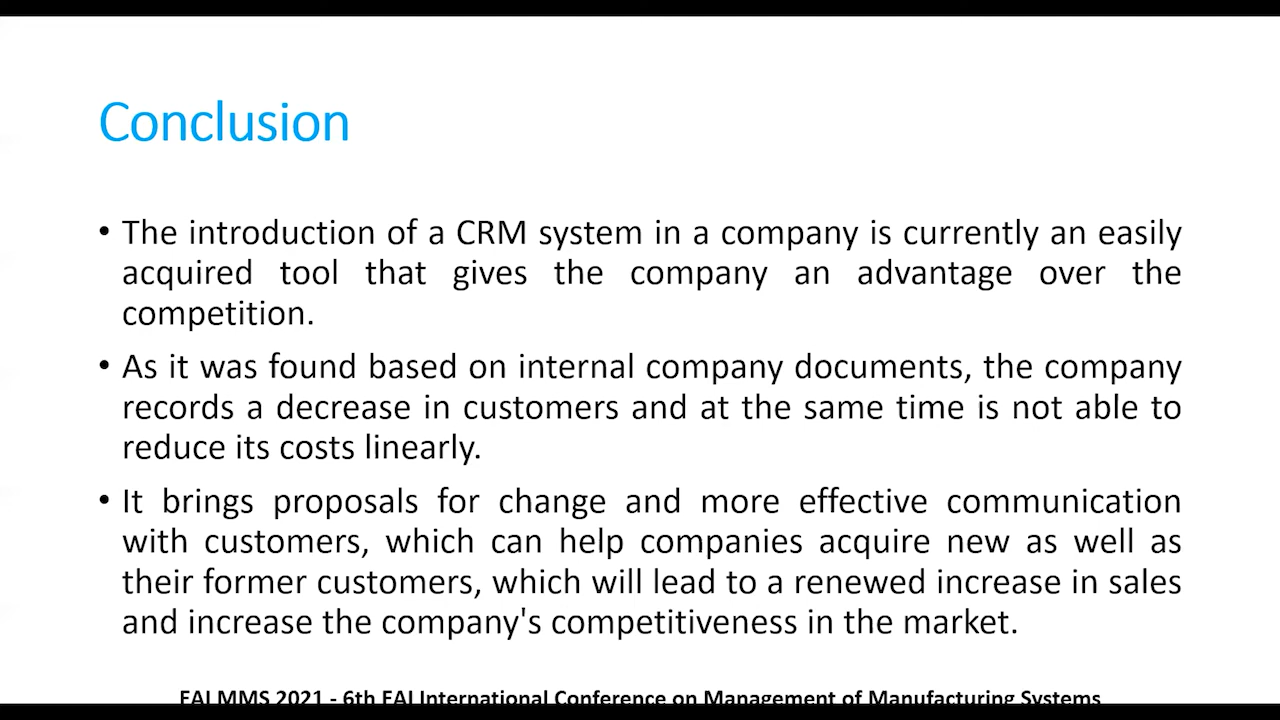 Conclusion
• The introduction of a CRM system in a company is currently an easily
acquired tool that gives the company an advantage over the
competition.
• As it was found based on internal company documents, the company
records a decrease in customers and at the same time is not able to
reduce its costs linearly.
• It brings proposals for change and more effective communication
with customers, which can help companies acquire new as well as
their former customers, which will lead to a renewed increase in sales
and increase the company's competitiveness in the market.
EAI MMS 2021 - 6th EAI International Conference on Management of Manufacturing Systems